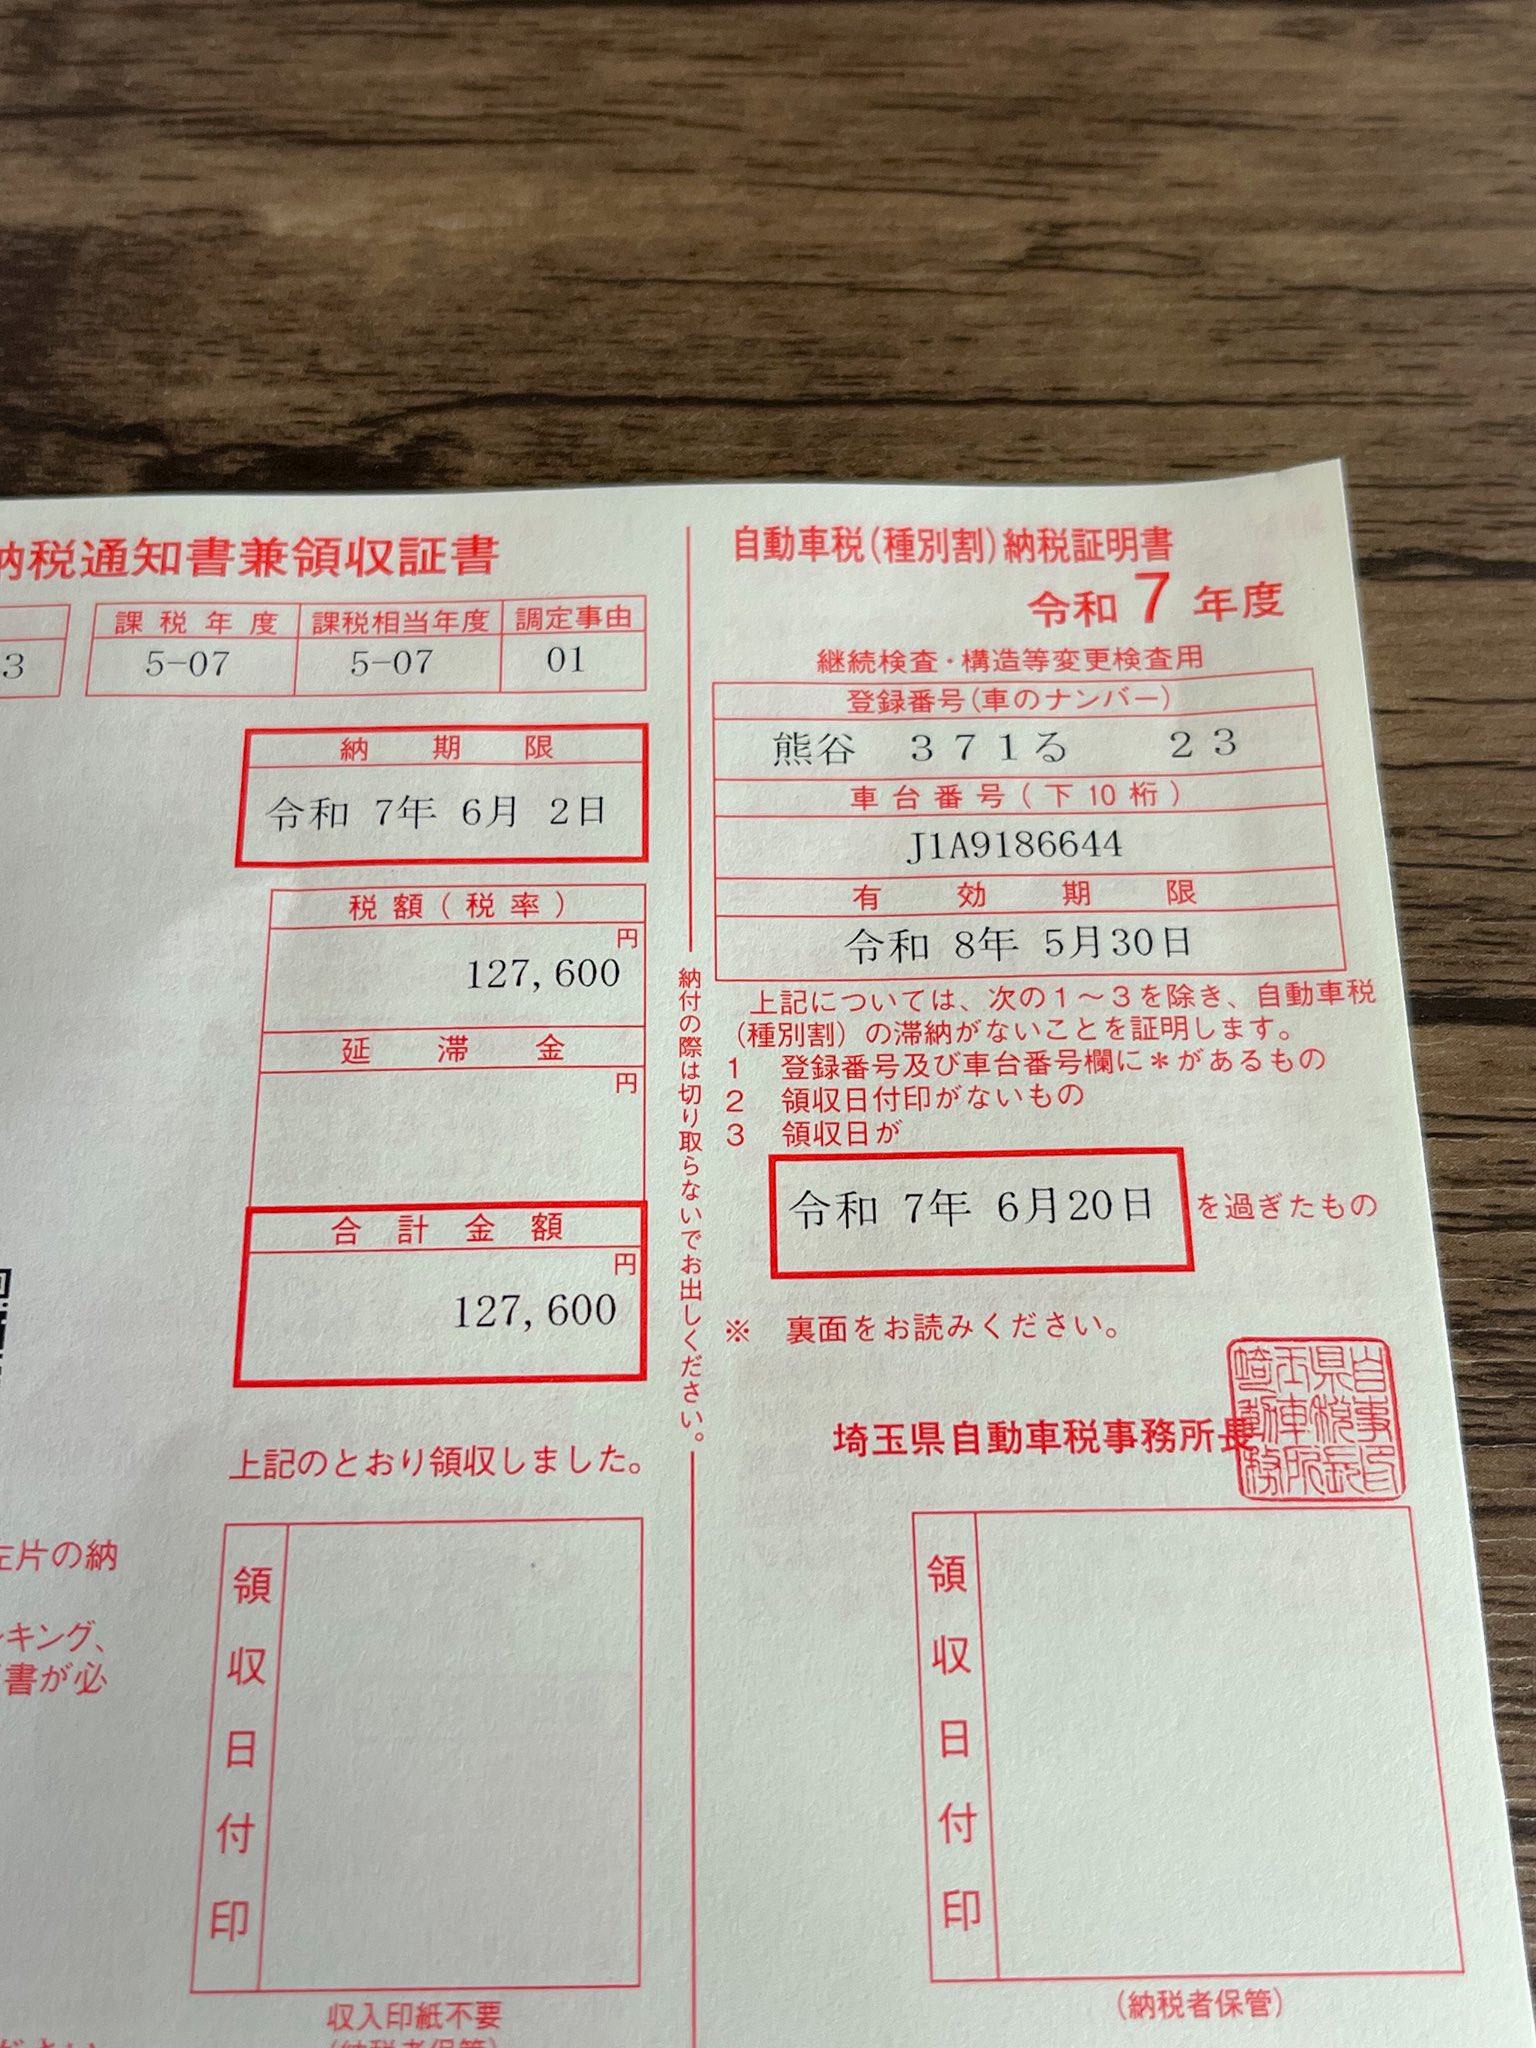 納税通知書兼領収証書
3
課税年度 課税相当年度 調定事由
5-07 5-07 01
納期限
令和 7年 6月 2日
税額(税率)
円
127,600
延滞金
円
合計金額
円
127,600
上記のとおり領収しました。
領収日付印
収入印紙不要
(納税者保管)
左片の納
ンキング、
書が必
ださい
納付の際は切り取らないでお出しください。
自動車税(種別割)納税証明書
令和 7 年度
継続検査・構造等変更検査用
登録番号(車のナンバー)
熊谷 371る 23
車台番号(下10桁)
J1A9186644
有効期限
令和 8年 5月30日
上記については、次の1~3を除き、自動車税
(種別割)の滞納がないことを証明します。
1 登録番号及び車台番号欄に*があるもの
2 領収日付印がないもの
3 領収日が
令和 7年 6月20日 を過ぎたもの
※ 裏面をお読みください。
埼玉県自動車税事務所長
領収日付印
(納税者保管)